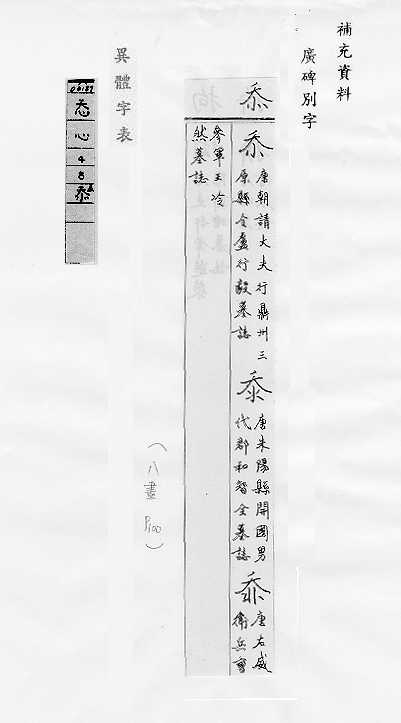 補充資料
廣碑別字
忝
忝 唐朝請大夫行鼎州三原縣令盧行毅墓誌
忝 唐朱陽縣開國男代郡和智全墓誌
忝 唐右威衛兵曹
參軍王泠然墓誌
(八畫 P100)
異體字表
忝
心
4
8